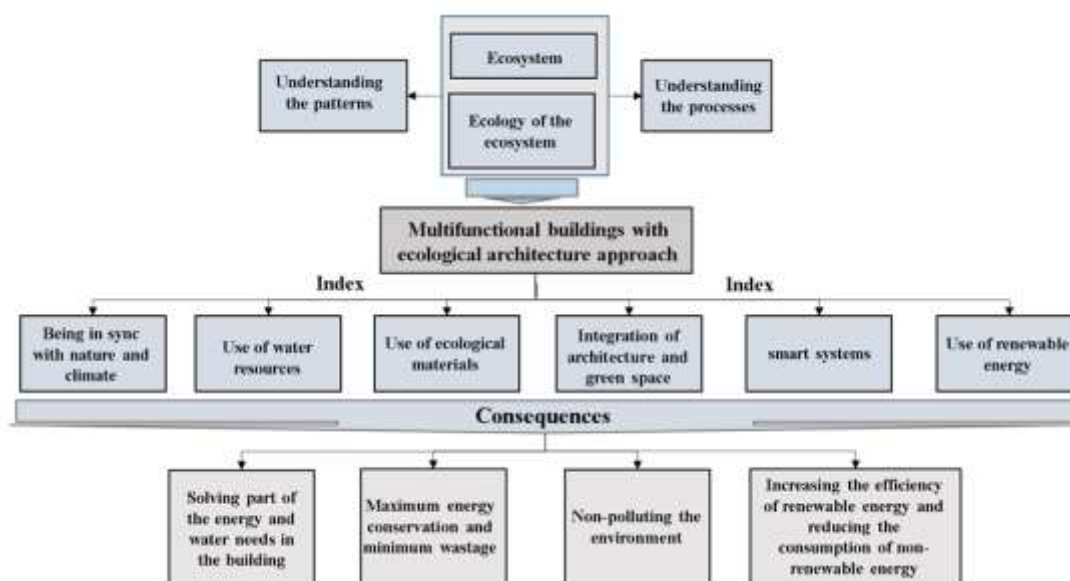 Ecosystem
Understanding
the patterns
Ecology of the
ecosystem
Understanding
the processes
Multifunctional buildings with
ecological architecture approach
Index
Index
Being in sync
with nature and
climate
Use of water
resources
Use of ecological
materials
Integration of
architecture and
green space
smart systems
Use of renewable
energy
Consequences
Solving part of
the energy and
water needs in
the building
Maximum energy
conservation and
minimum wastage
Non-polluting the
environment
Increasing the efficiency
of renewable energy and
reducing the
consumption of non-
renewable energy